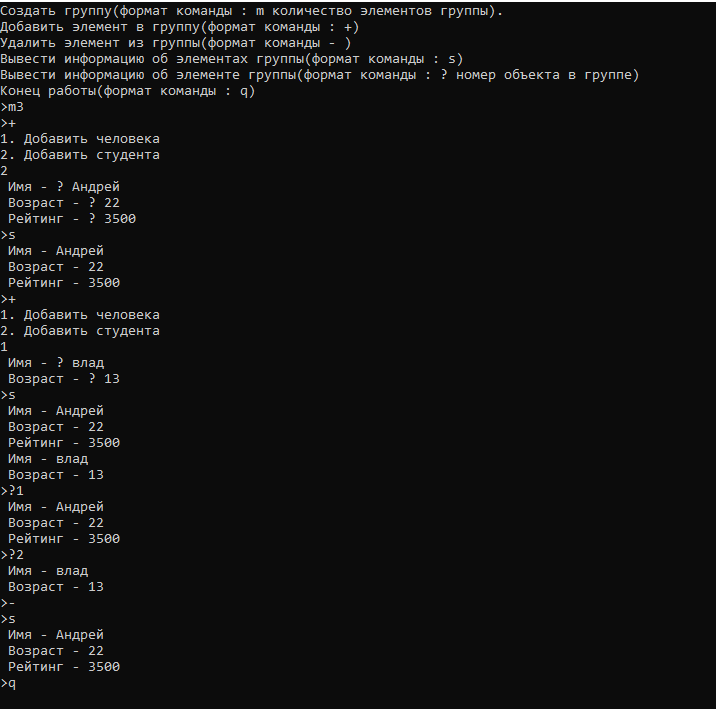 Создать группу(формат команды : m количество элементов группы).
Добавить элемент в группу(формат команды : +)
Удалить элемент из группы(формат команды - )
Вывести информацию об элементах группы(формат команды : s)
Вывести информацию об элементе группы(формат команды : ? номер объекта в группе)
Конец работы(формат команды : q)
>m3
>+
1. Добавить человека
2. Добавить студента
2
Имя - ? Андрей
Возраст - ? 22
Рейтинг - ? 3500
>s
Имя - Андрей
Возраст - 22
Рейтинг - 3500
>+
1. Добавить человека
2. Добавить студента
1
Имя - ? влад
Возраст - ? 13
>s
Имя - Андрей
Возраст - 22
Рейтинг - 3500
Имя - влад
Возраст - 13
>?1
Имя - Андрей
Возраст - 22
Рейтинг - 3500
>?2
Имя - влад
Возраст - 13
>-
>s
Имя - Андрей
Возраст - 22
Рейтинг - 3500
>q